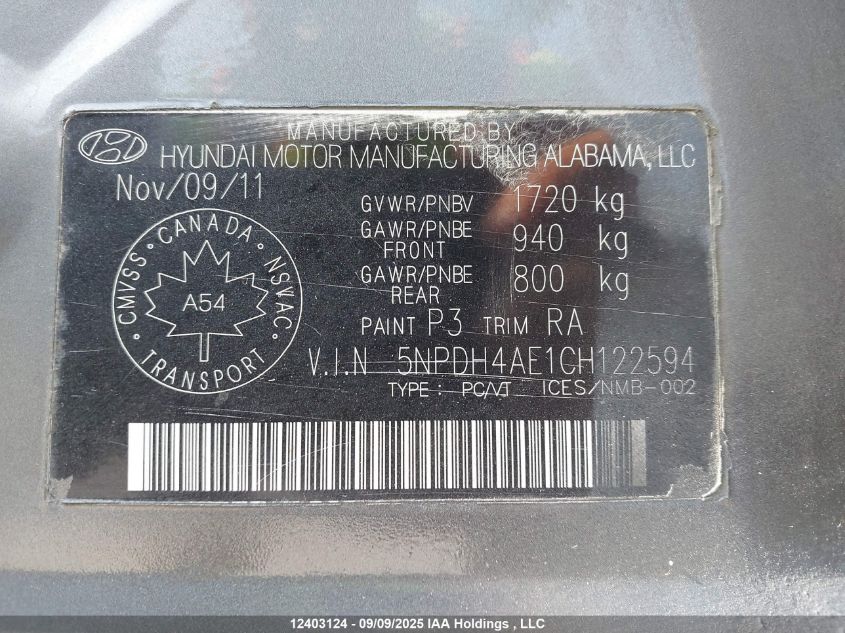 MANUFACTURED BY
HYUNDAI MOTOR MANUFACTURING ALABAMA, LLC
Nov/09/11
GVWR/PNBV 1720 kg
GAWR/PNBE FRONT 940 kg
GAWR/PNBE REAR 800 kg
PAINT P3 TRIM RA
CMVSS · CANADA · NSVAC · TRANSPORT ·
A54
V.I.N 5NPDH4AE1CH122594
TYPE : PC/VT ICES/NMB-002
12403124 - 09/09/2025 IAA Holdings , LLC